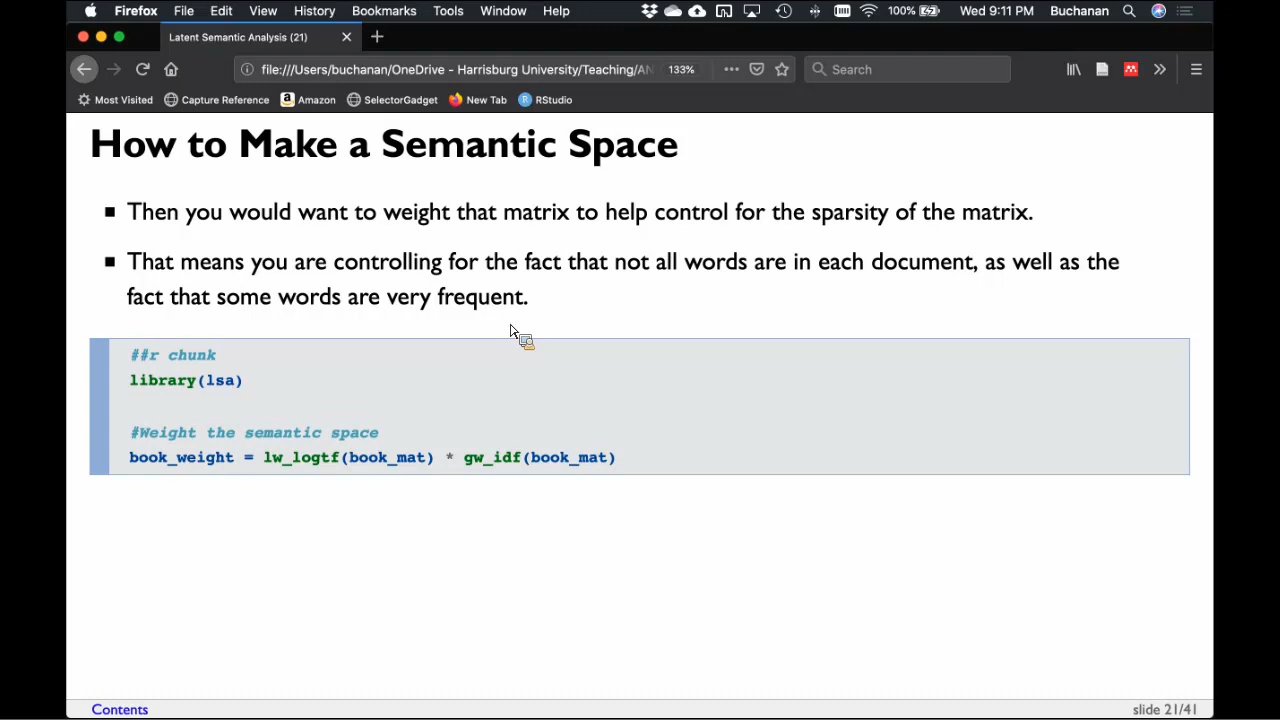 Firefox File Edit View History Bookmarks Tools Window Help 100% Wed 9:11 PM Buchanan
Latent Semantic Analysis (21)
file:///Users/buchanan/OneDrive - Harrisburg University/Teaching/AN 133% Search
Most Visited Capture Reference Amazon SelectorGadget New Tab RStudio
How to Make a Semantic Space
Then you would want to weight that matrix to help control for the sparsity of the matrix.
That means you are controlling for the fact that not all words are in each document, as well as the
fact that some words are very frequent.
##r chunk
library(lsa)
#Weight the semantic space
book_weight = lw_logtf(book_mat) * gw_idf(book_mat)
Contents slide 21/41